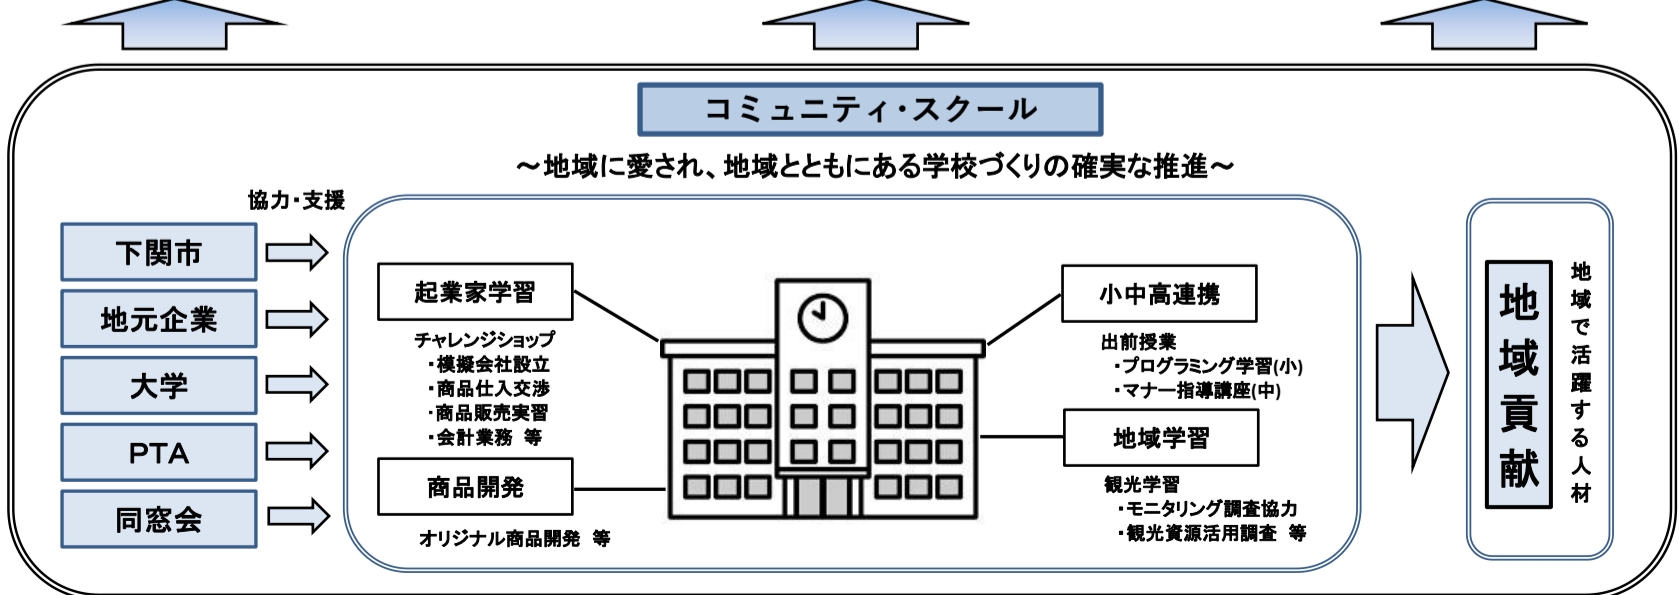 コミュニティ・スクール
～地域に愛され、地域とともにある学校づくりの確実な推進～
協力・支援
下関市
地元企業
大学
PTA
同窓会
起業家学習
チャレンジショップ
・模擬会社設立
・商品仕入交渉
・商品販売実習
・会計業務 等
商品開発
オリジナル商品開発 等
小中高連携
出前授業
・プログラミング学習(小)
・マナー指導講座(中)
地域学習
観光学習
・モニタリング調査協力
・観光資源活用調査 等
地域貢献
地域で活躍する人材